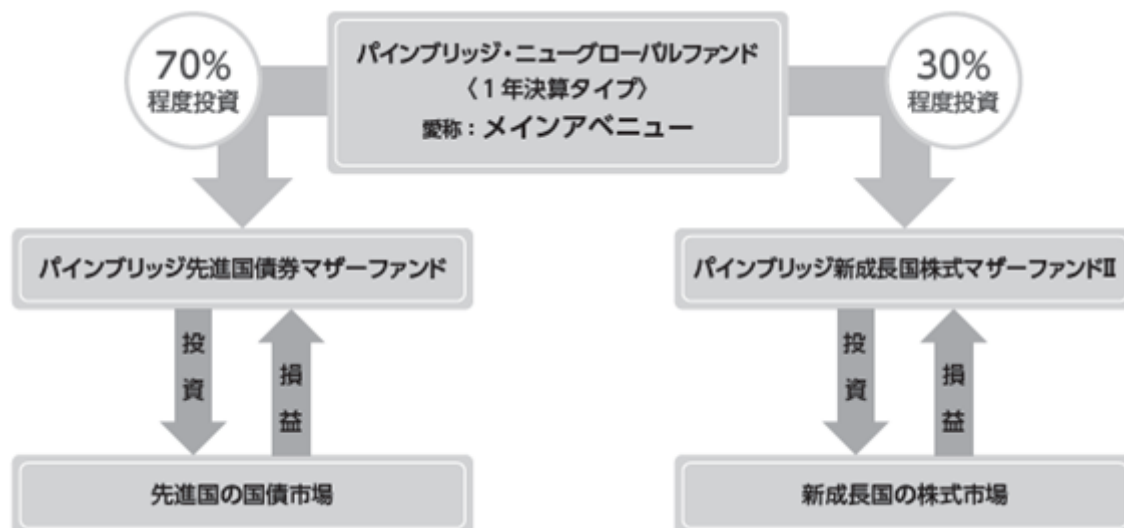 70%
程度投資
パインブリッジ・ニューグローバルファンド
〈1年決算タイプ〉
愛称：メインアベニュー
30%
程度投資
パインブリッジ先進国債券マザーファンド
パインブリッジ新成長国株式マザーファンドⅡ
投資
損益
投資
損益
先進国の国債市場
新成長国の株式市場